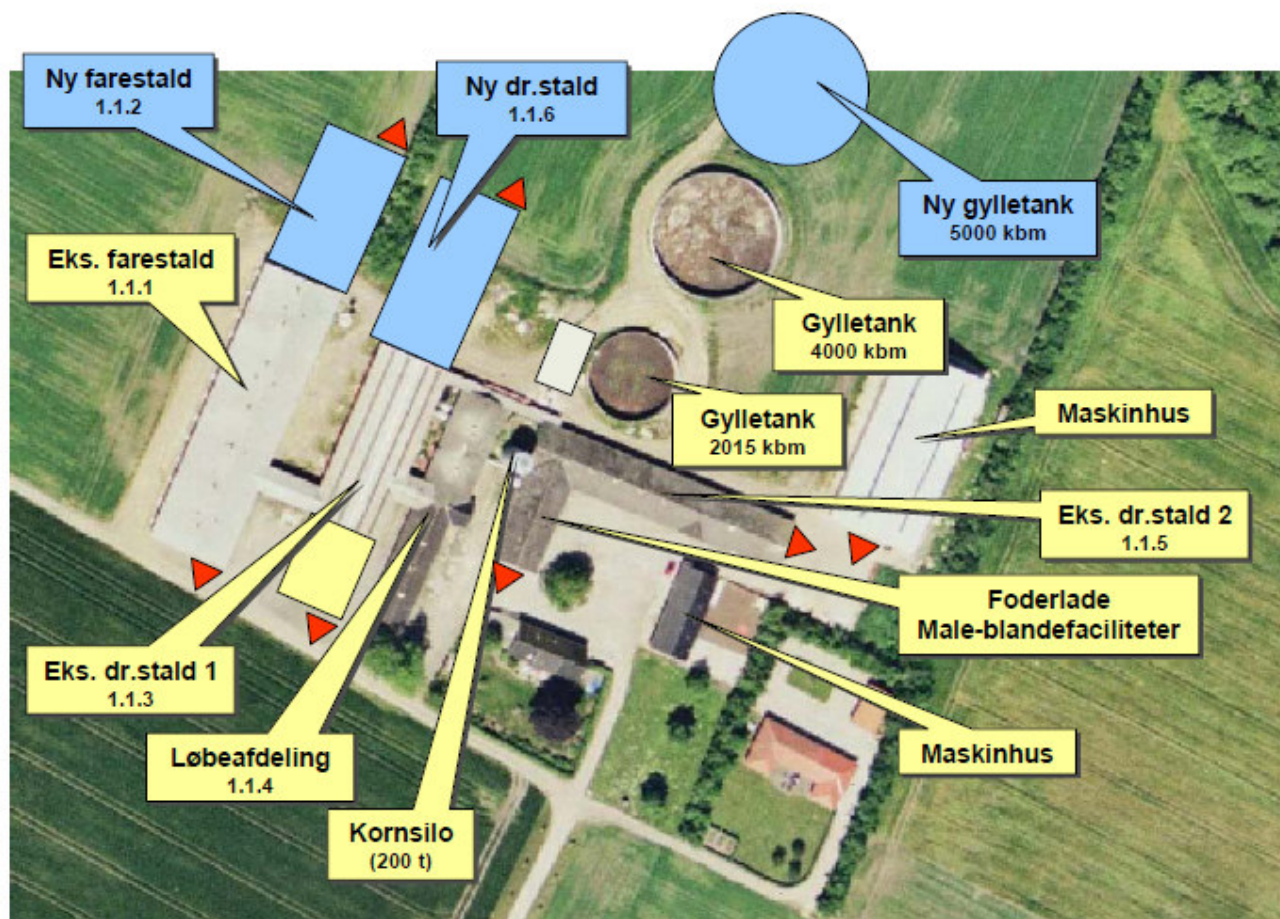 Ny farestald
1.1.2
Ny dr.stald
1.1.6
Ny gylletank
5000 kbm
Eks. farestald
1.1.1
Gylletank
4000 kbm
Gylletank
2015 kbm
Maskinhus
Eks. dr.stald 2
1.1.5
Foderlade
Male-blandefaciliteter
Eks. dr.stald 1
1.1.3
Løbeafdeling
1.1.4
Maskinhus
Kornsilo
(200 t)